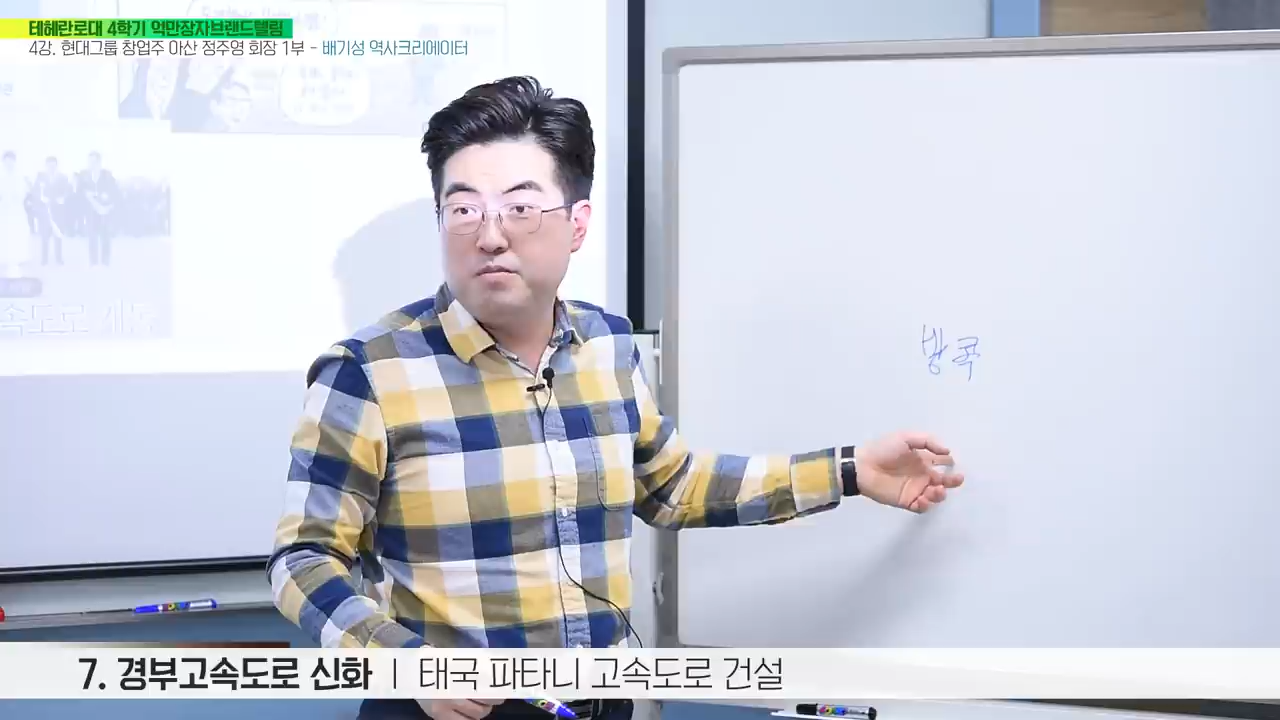 테헤란로대 4학기 억만장자브랜드텔링
4강. 현대그룹 창업주 아산 정주영 회장 1부 - 배기성 역사크리에이터
방콕
7. 경부고속도로 신화 | 태국 파타니 고속도로 건설